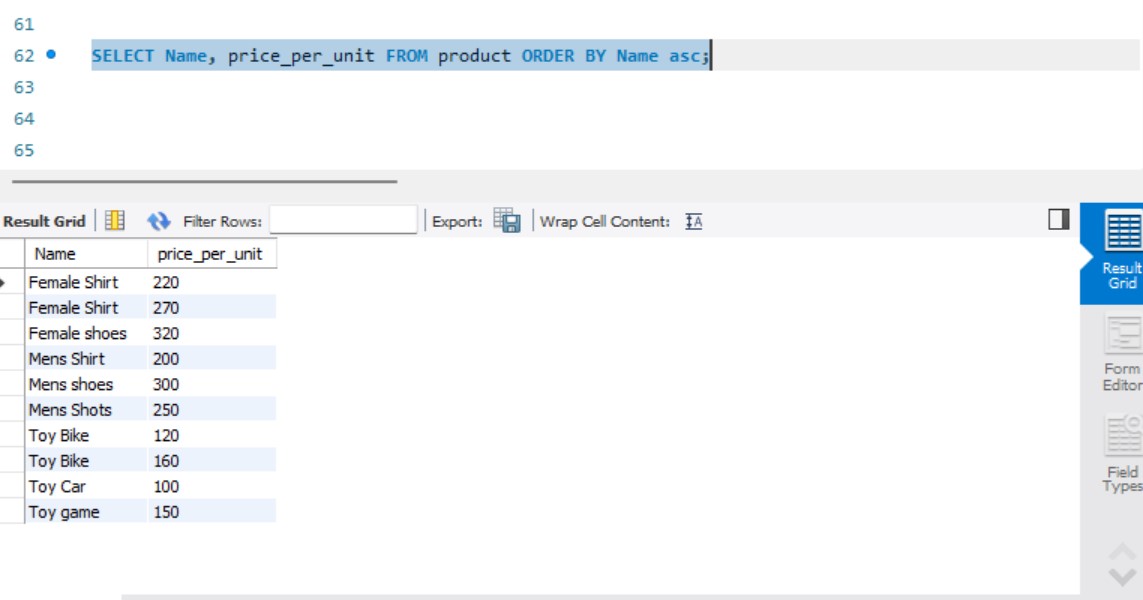 61
62 SELECT Name, price_per_unit FROM product ORDER BY Name asc;
63
64
65
Result Grid Filter Rows: Export: Wrap Cell Content: IA
Name price_per_unit
Female Shirt 220
Female Shirt 270
Female shoes 320
Mens Shirt 200
Mens shoes 300
Mens Shots 250
Toy Bike 120
Toy Bike 160
Toy Car 100
Toy game 150
Result
Grid
Form
Editor
Field
Types